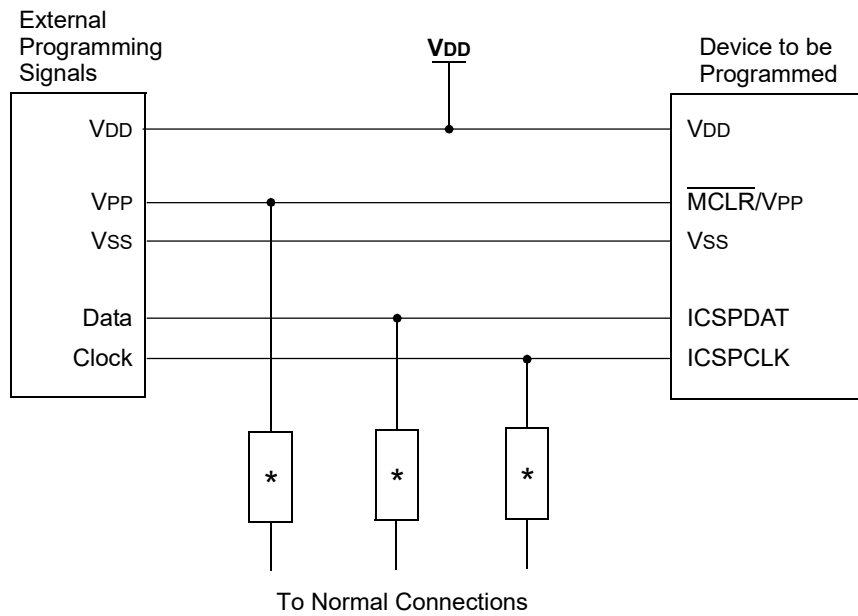 External
Programming
Signals
VDD
Device to be
Programmed
VDD
VDD
VPP
MCLR/VPP
VSS
VSS
Data
ICSPDAT
Clock
ICSPCLK
*
*
*
To Normal Connections